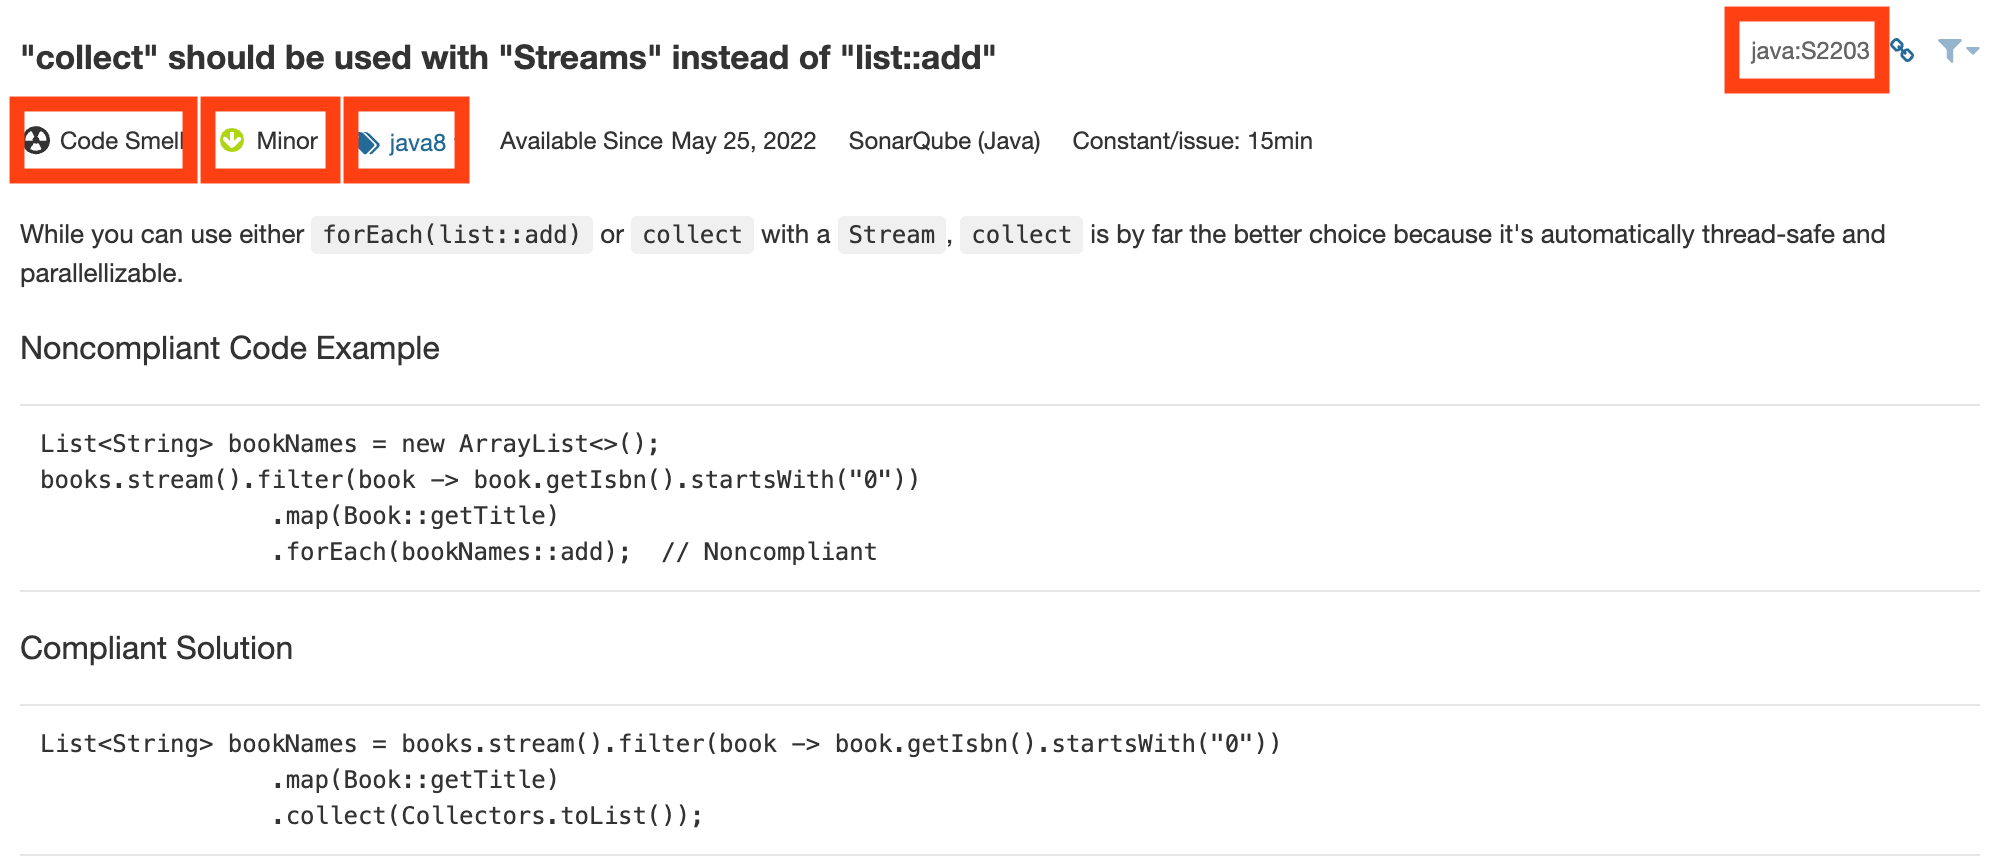 "collect" should be used with "Streams" instead of "list::add"
java:S2203
Code Smell Minor java8 Available Since May 25, 2022 SonarQube (Java) Constant/issue: 15min
While you can use either forEach(list::add) or collect with a Stream, collect is by far the better choice because it's automatically thread-safe and
parallellizable.
Noncompliant Code Example
List<String> bookNames = new ArrayList<>();
books.stream().filter(book -> book.getIsbn().startsWith("0"))
                .map(Book::getTitle)
                .forEach(bookNames::add);  // Noncompliant
Compliant Solution
List<String> bookNames = books.stream().filter(book -> book.getIsbn().startsWith("0"))
                .map(Book::getTitle)
                .collect(Collectors.toList());